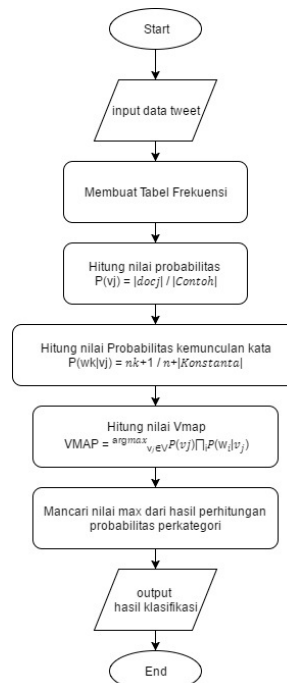 Start
input data tweet
Membuat Tabel Frekuensi
Hitung nilai probabilitas
P(vj) = |docj| / |Contoh|
Hitung nilai Probabilitas kemunculan kata
P(wk|vj) = nk+1 / n+|Konstanta|
Hitung nilai Vmap
VMAP = argmax vj∈V P(vj)∏i P(wi|vj)
Mancari nilai max dari hasil perhitungan
probabilitas perkategori
output
hasil klasifikasi
End